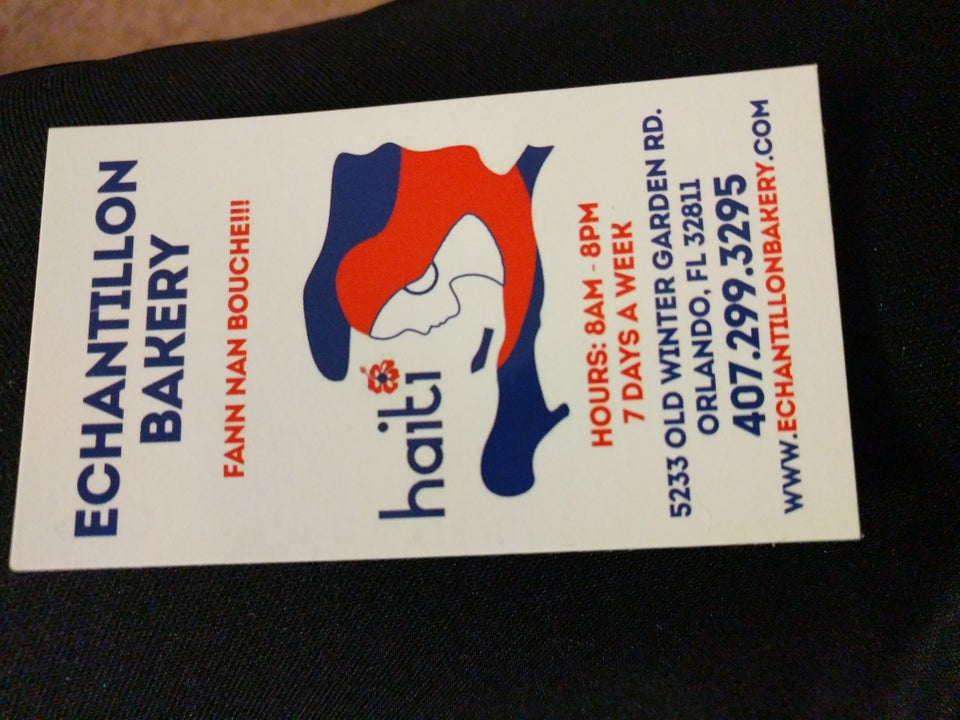 ECHANTILLON
BAKERY
FANN NAN BOUCHE!!!
haiti
HOURS: 8AM - 8PM
7 DAYS A WEEK
5233 OLD WINTER GARDEN RD.
ORLANDO, FL 32811
407.299.3295
WWW.ECHANTILLONBAKERY.COM